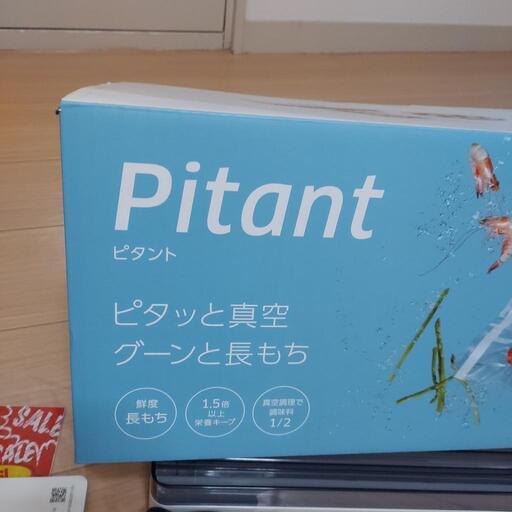 Pitant
ピタント
ピタッと真空
グーンと長もち
鮮度
長もち
1.5倍
以上
栄養キープ
真空調理で
調味料
1/2
SALE